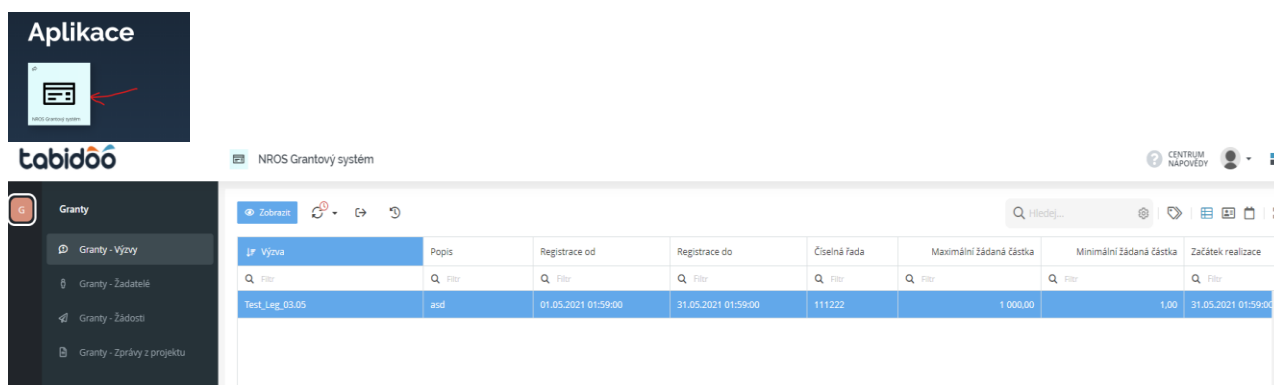 Aplikace
NROS Grantový systém
tabidoo
NROS Grantový systém
CENTRUM
NÁPOVĚDY
G
Granty
Zobrazit
Hledej...
Granty - Výzvy
Granty - Žadatelé
Granty - Žádosti
Granty - Zprávy z projektu
Výzva Popis Registrace od Registrace do Číselná řada Maximální žádaná částka Minimální žádaná částka Začátek realizace
Filtr Filtr Filtr Filtr Filtr Filtr Filtr Filtr
Test_Leg_03.05 asd 01.05.2021 01:59:00 31.05.2021 01:59:00 111222 1 000,00 1,00 31.05.2021 01:59:00